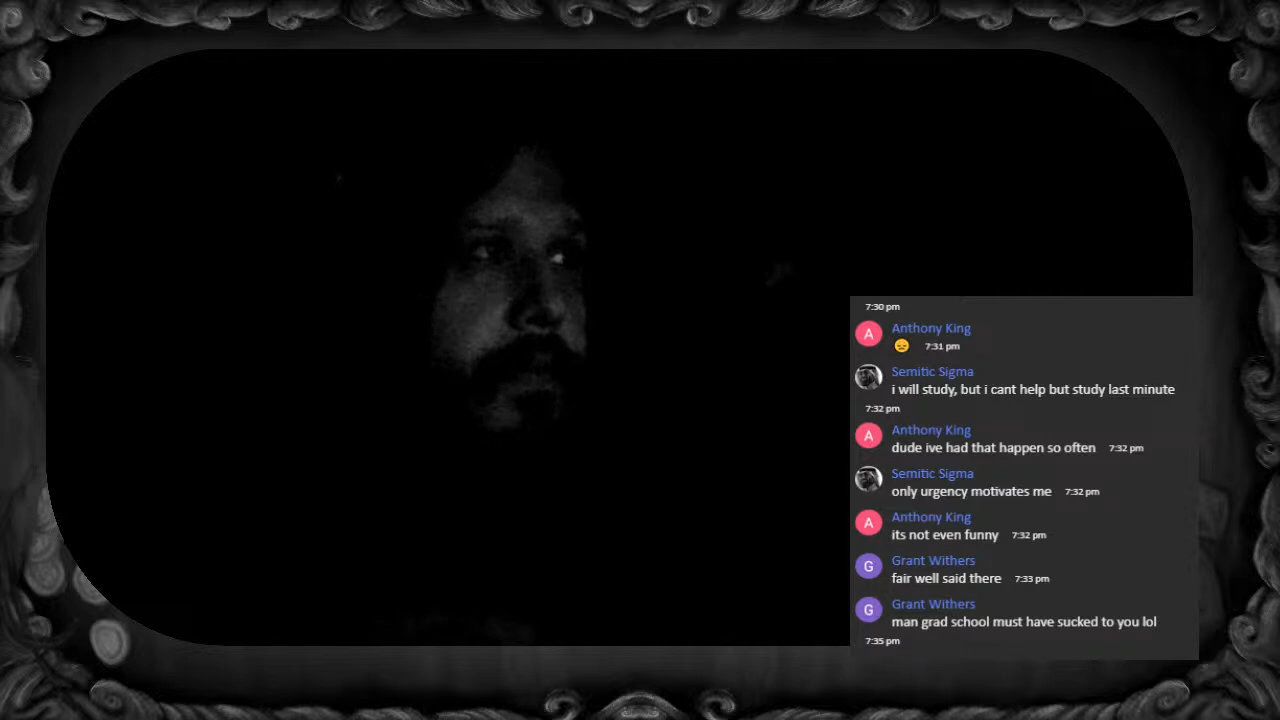 7:30 pm
A Anthony King
😔 7:31 pm
Semitic Sigma
i will study, but i cant help but study last minute
7:32 pm
A Anthony King
dude ive had that happen so often 7:32 pm
Semitic Sigma
only urgency motivates me 7:32 pm
A Anthony King
its not even funny 7:32 pm
G Grant Withers
fair well said there 7:33 pm
G Grant Withers
man grad school must have sucked to you lol
7:35 pm